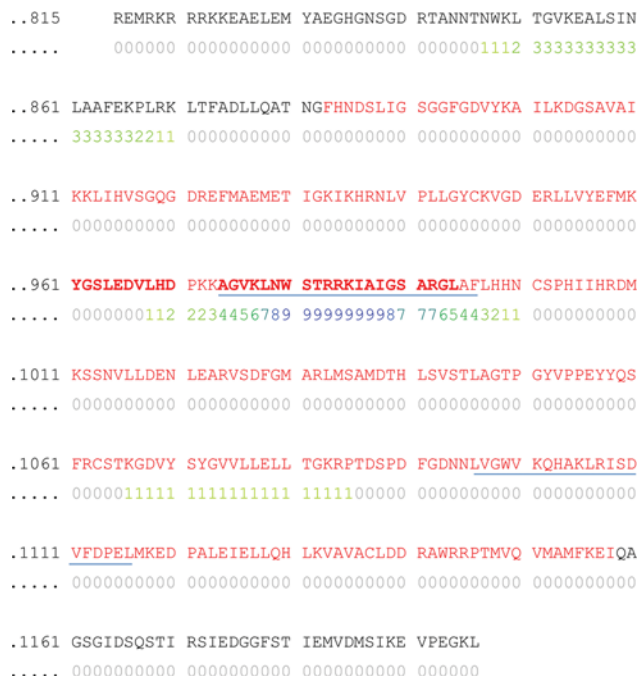 ..815 REMRKR RRKKEAELEM YAEGHGNSGD RTANNTNWKL TGVKEALSIN
..... 000000 0000000000 0000000000 0000001112 3333333333
..861 LAAFEKPLRK LTFADLLQAT NGFHNDSLIG SGGFGDVYKA ILKDGSAVAI
..... 3333332211 0000000000 0000000000 0000000000 0000000000
..911 KKLIHVSGQG DREFMAEMET IGKIKHRNLV PLLGYCKVGD ERLLVYEFMK
..... 0000000000 0000000000 0000000000 0000000000 0000000000
..961 YGSLEDVLHD PKKAGVKLNW STRRKIAIGS ARGLAFLHHN CSPHIIHRDM
..... 0000000112 2234456789 9999999987 7765443211 0000000000
.1011 KSSNVLLDEN LEARVSDFGM ARLMSAMDTH LSVSTLAGTP GYVPPEYYQS
..... 0000000000 0000000000 0000000000 0000000000 0000000000
.1061 FRCSTKGDVY SYGVVLLELL TGKRPTDSPD FGDNNLVGWV KQHAKLRISD
..... 0000011111 1111111111 1111100000 0000000000 0000000000
.1111 VFDPELMKED PALEIELLQH LKVAVACLDD RAWRRPTMVQ VMAMFKEIQA
..... 0000000000 0000000000 0000000000 0000000000 0000000000
.1161 GSGIDSQSTI RSIEDGGFST IEMVDMSIKE VPEGKL
..... 0000000000 0000000000 0000000000 000000